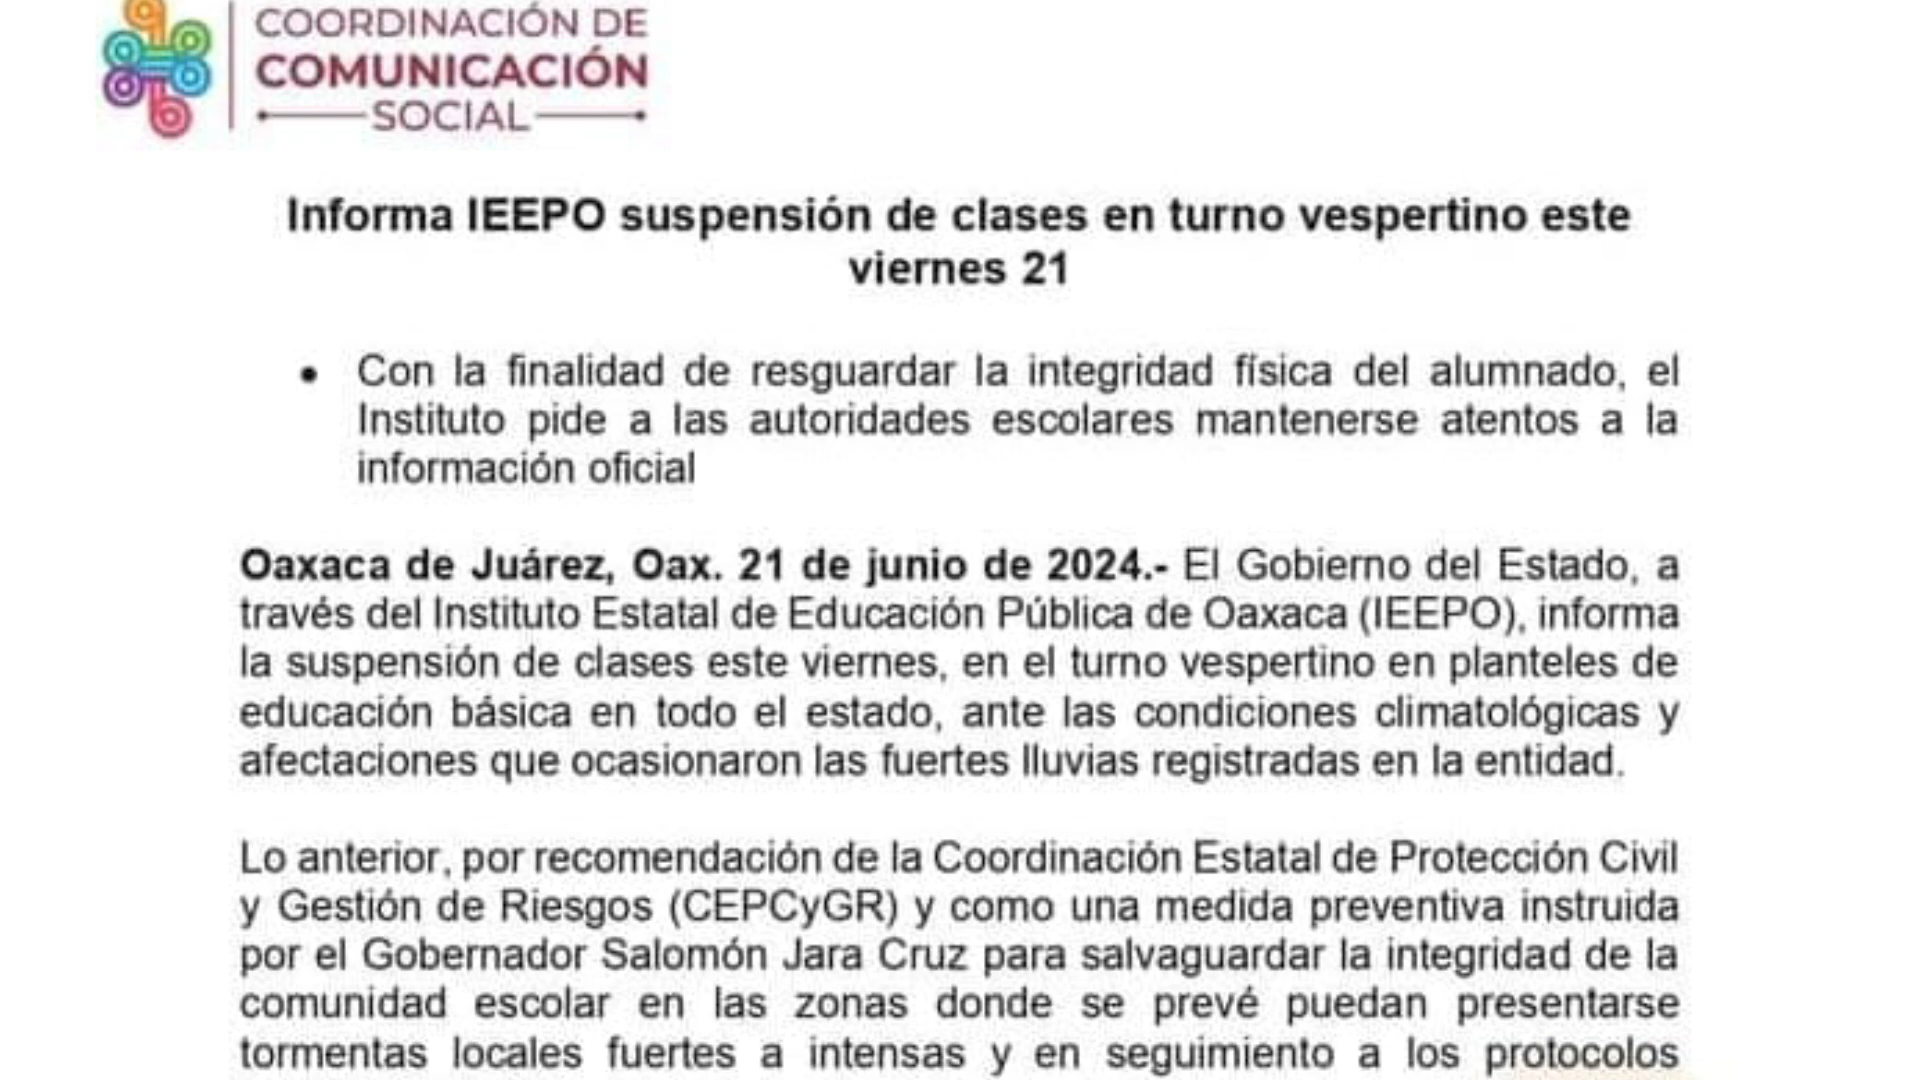 COORDINACIÓN DE
COMUNICACIÓN
SOCIAL
Informa IEEPO suspensión de clases en turno vespertino este
viernes 21
• Con la finalidad de resguardar la integridad física del alumnado, el
Instituto pide a las autoridades escolares mantenerse atentos a la
información oficial
Oaxaca de Juárez, Oax. 21 de junio de 2024.- El Gobierno del Estado, a
través del Instituto Estatal de Educación Pública de Oaxaca (IEEPO), informa
la suspensión de clases este viernes, en el turno vespertino en planteles de
educación básica en todo el estado, ante las condiciones climatológicas y
afectaciones que ocasionaron las fuertes lluvias registradas en la entidad.
Lo anterior, por recomendación de la Coordinación Estatal de Protección Civil
y Gestión de Riesgos (CEPCyGR) y como una medida preventiva instruida
por el Gobernador Salomón Jara Cruz para salvaguardar la integridad de la
comunidad escolar en las zonas donde se prevé puedan presentarse
tormentas locales fuertes a intensas y en seguimiento a los protocolos